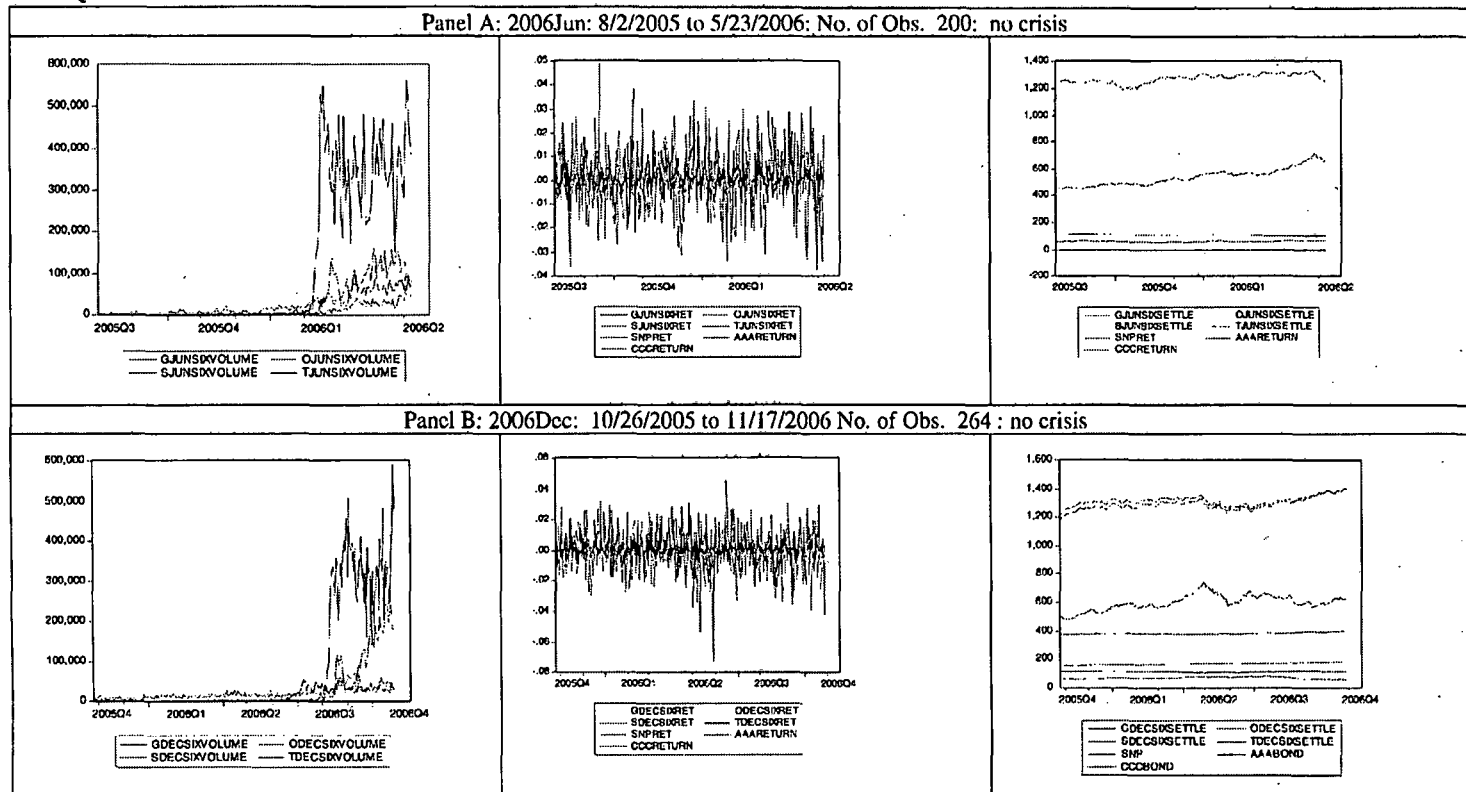 Panel A: 2006Jun: 8/2/2005 to 5/23/2006: No. of Obs. 200: no crisis
800,000
500,000
400,000
300,000
200,000
100,000
0
2005Q3 2005Q4 2006Q1 2006Q2
GJUNSIXVOLUME OJUNSIXVOLUME
SJUNSIXVOLUME TJUNSIXVOLUME
.05
.04
.03
.02
.01
.00
-.01
-.02
-.03
-.04
2005Q3 2005Q4 2006Q1 2006Q2
GJUNSIXRET OJUNSIXRET
SJUNSIXRET TJUNSIXRET
SNPRET AAARETURN
CCCRETURN
1,400
1,200
1,000
800
600
400
200
0
-200
2005Q3 2005Q4 2006Q1 2006Q2
GJUNSIXSETTLE OJUNSIXSETTLE
SJUNSIXSETTLE TJUNSIXSETTLE
SNPRET AAARETURN
CCCRETURN
Panel B: 2006Dec: 10/26/2005 to 11/17/2006 No. of Obs. 264 : no crisis
600,000
500,000
400,000
300,000
200,000
100,000
0
2005Q4 2006Q1 2006Q2 2006Q3 2006Q4
GDECSIXVOLUME ODECSIXVOLUME
SDECSIXVOLUME TDECSIXVOLUME
.06
.04
.02
.00
-.02
-.04
-.06
-.08
2005Q4 2006Q1 2006Q2 2006Q3 2006Q4
GDECSIXRET ODECSIXRET
SDECSIXRET TDECSIXRET
SNPRET AAARETURN
CCCRETURN
1,600
1,400
1,200
1,000
800
600
400
200
0
2005Q4 2006Q1 2006Q2 2006Q3 2006Q4
GDECSIXSETTLE ODECSIXSETTLE
SDECSIXSETTLE TDECSIXSETTLE
SNP AAABOND
CCCBOND